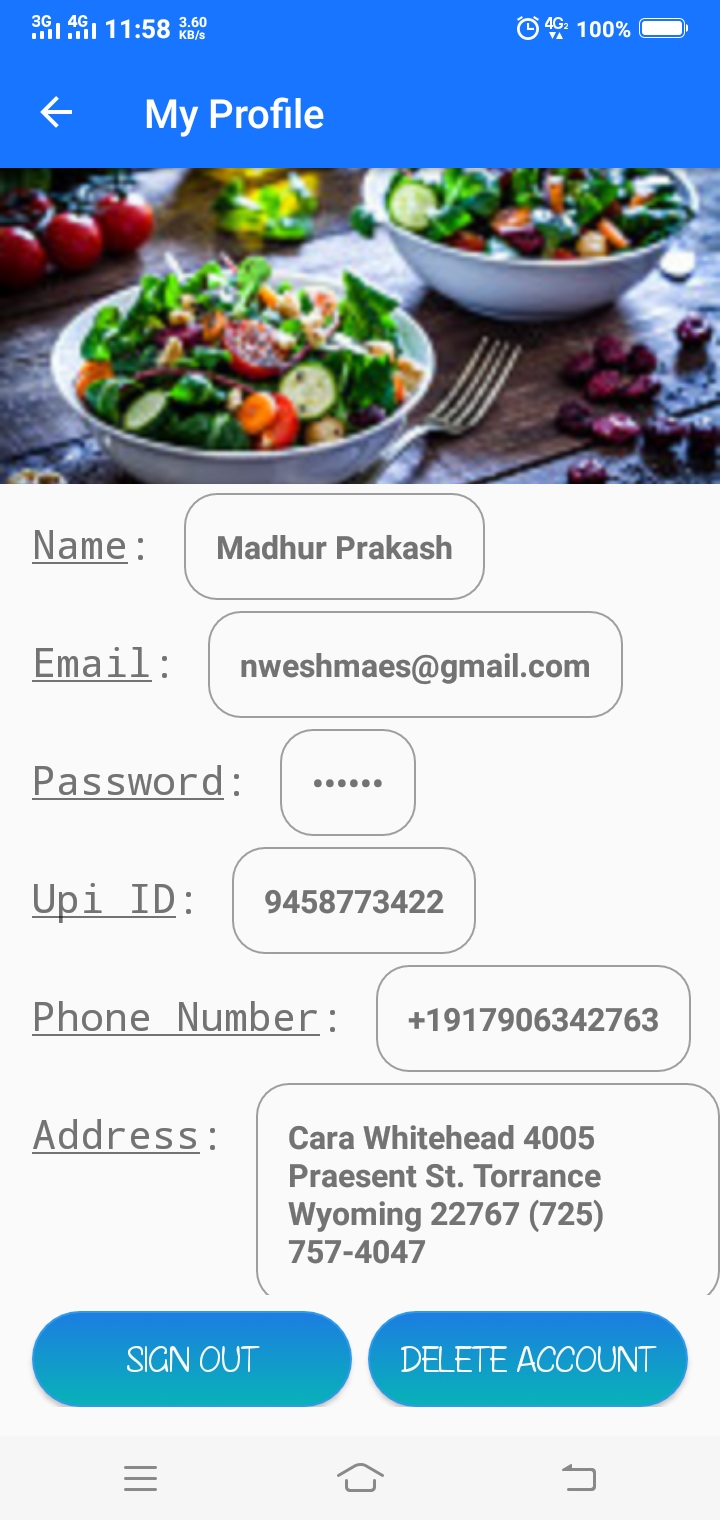 3G 4G 11:58 3.60 KB/s 4G2 100%
My Profile
Name: Madhur Prakash
Email: nweshmaes@gmail.com
Password: ••••••
Upi ID: 9458773422
Phone Number: +1917906342763
Address: Cara Whitehead 4005
Praesent St. Torrance
Wyoming 22767 (725)
757-4047
SIGN OUT DELETE ACCOUNT